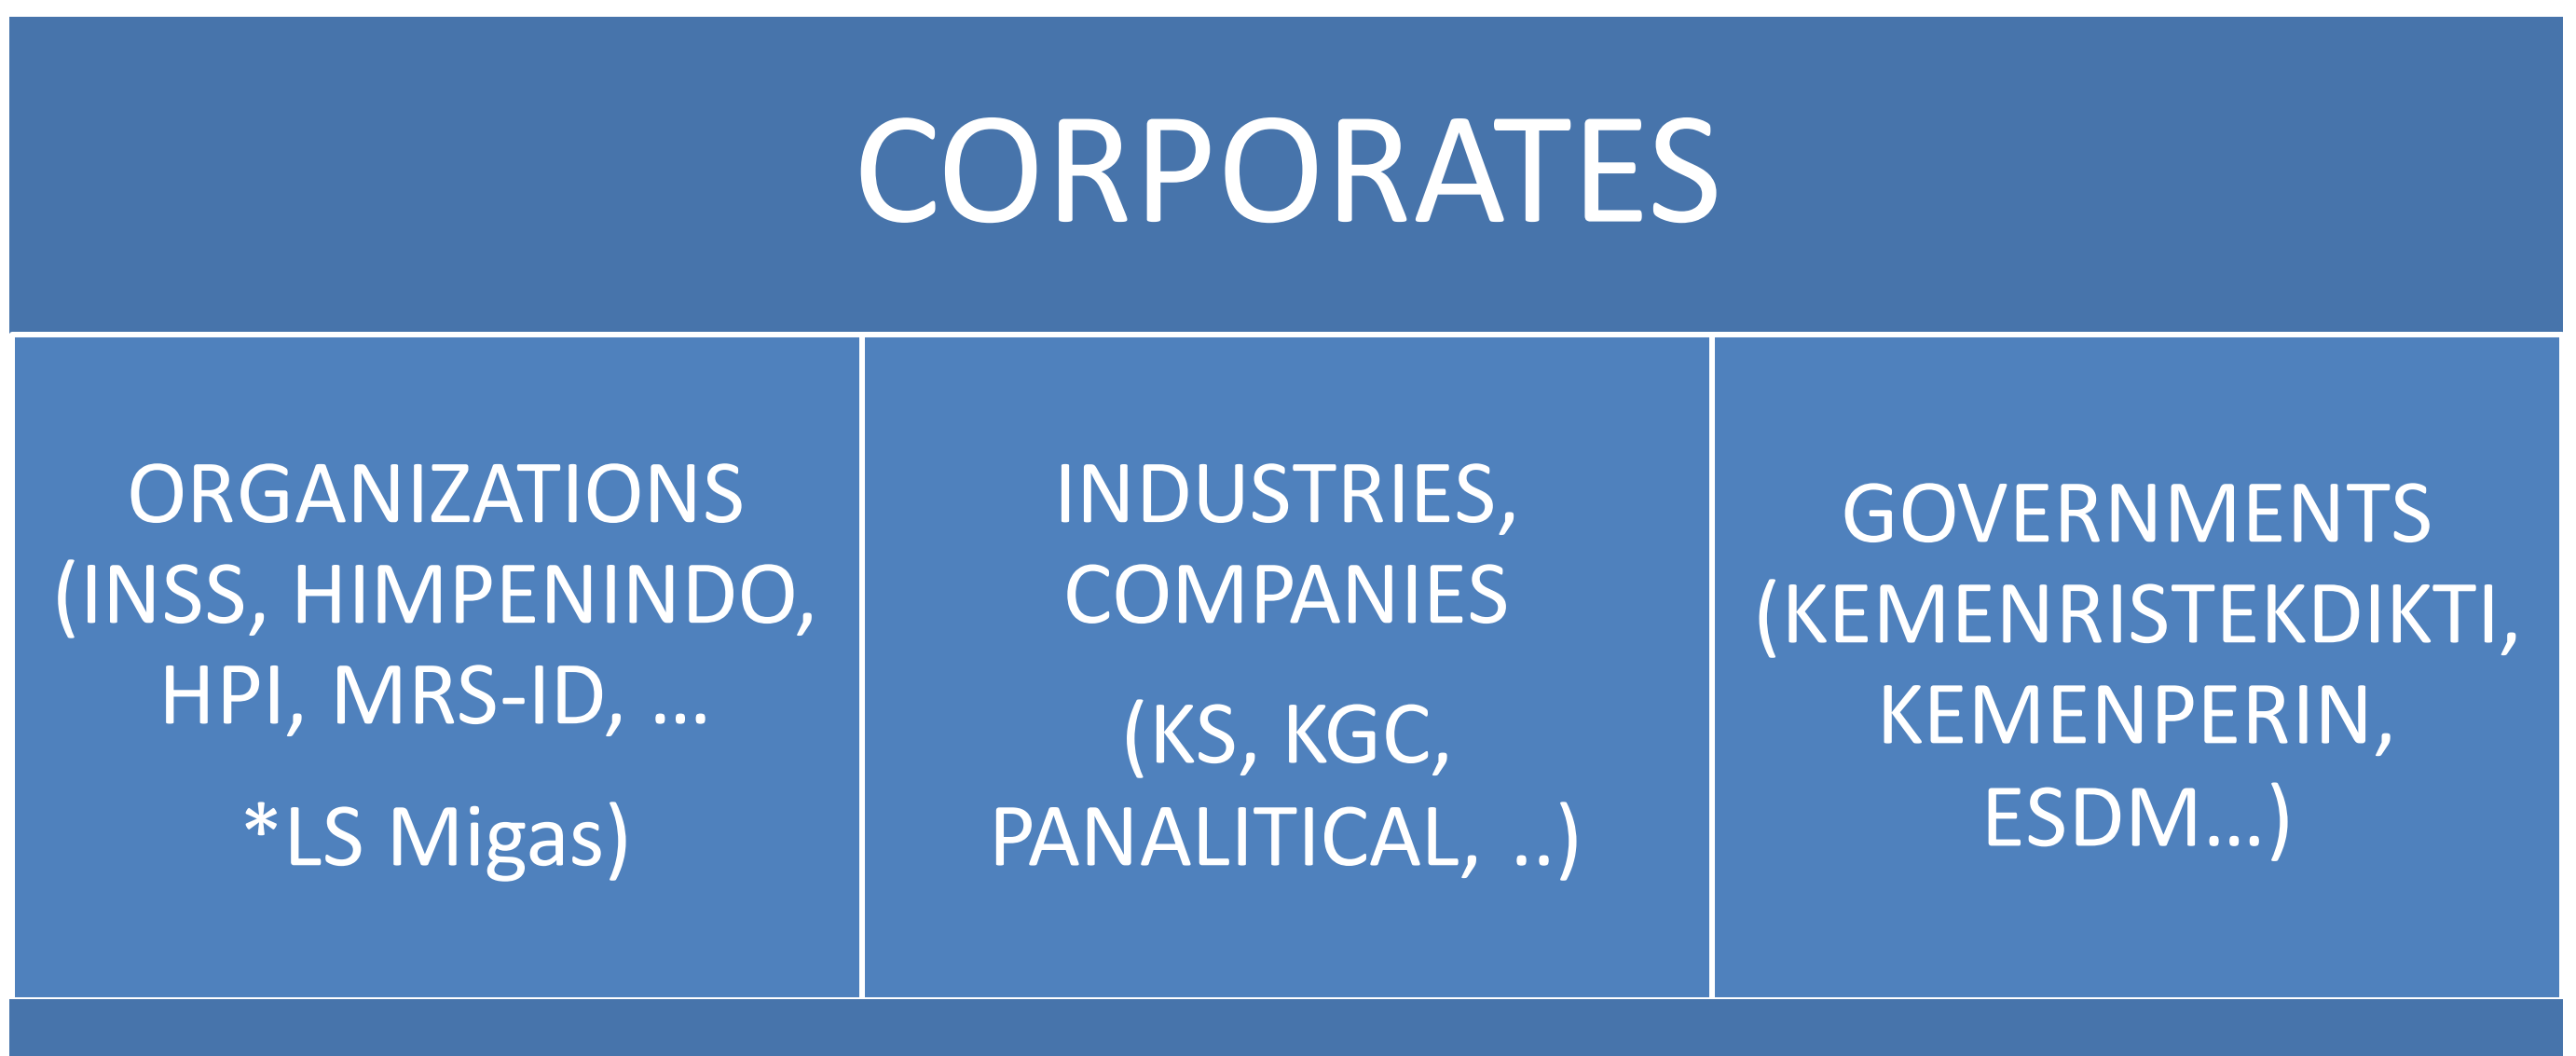 CORPORATES
ORGANIZATIONS
(INSS, HIMPENINDO,
HPI, MRS-ID, ...
*LS Migas)
INDUSTRIES,
COMPANIES
(KS, KGC,
PANALITICAL, ..)
GOVERNMENTS
(KEMENRISTEKDIKTI,
KEMENPERIN,
ESDM...)